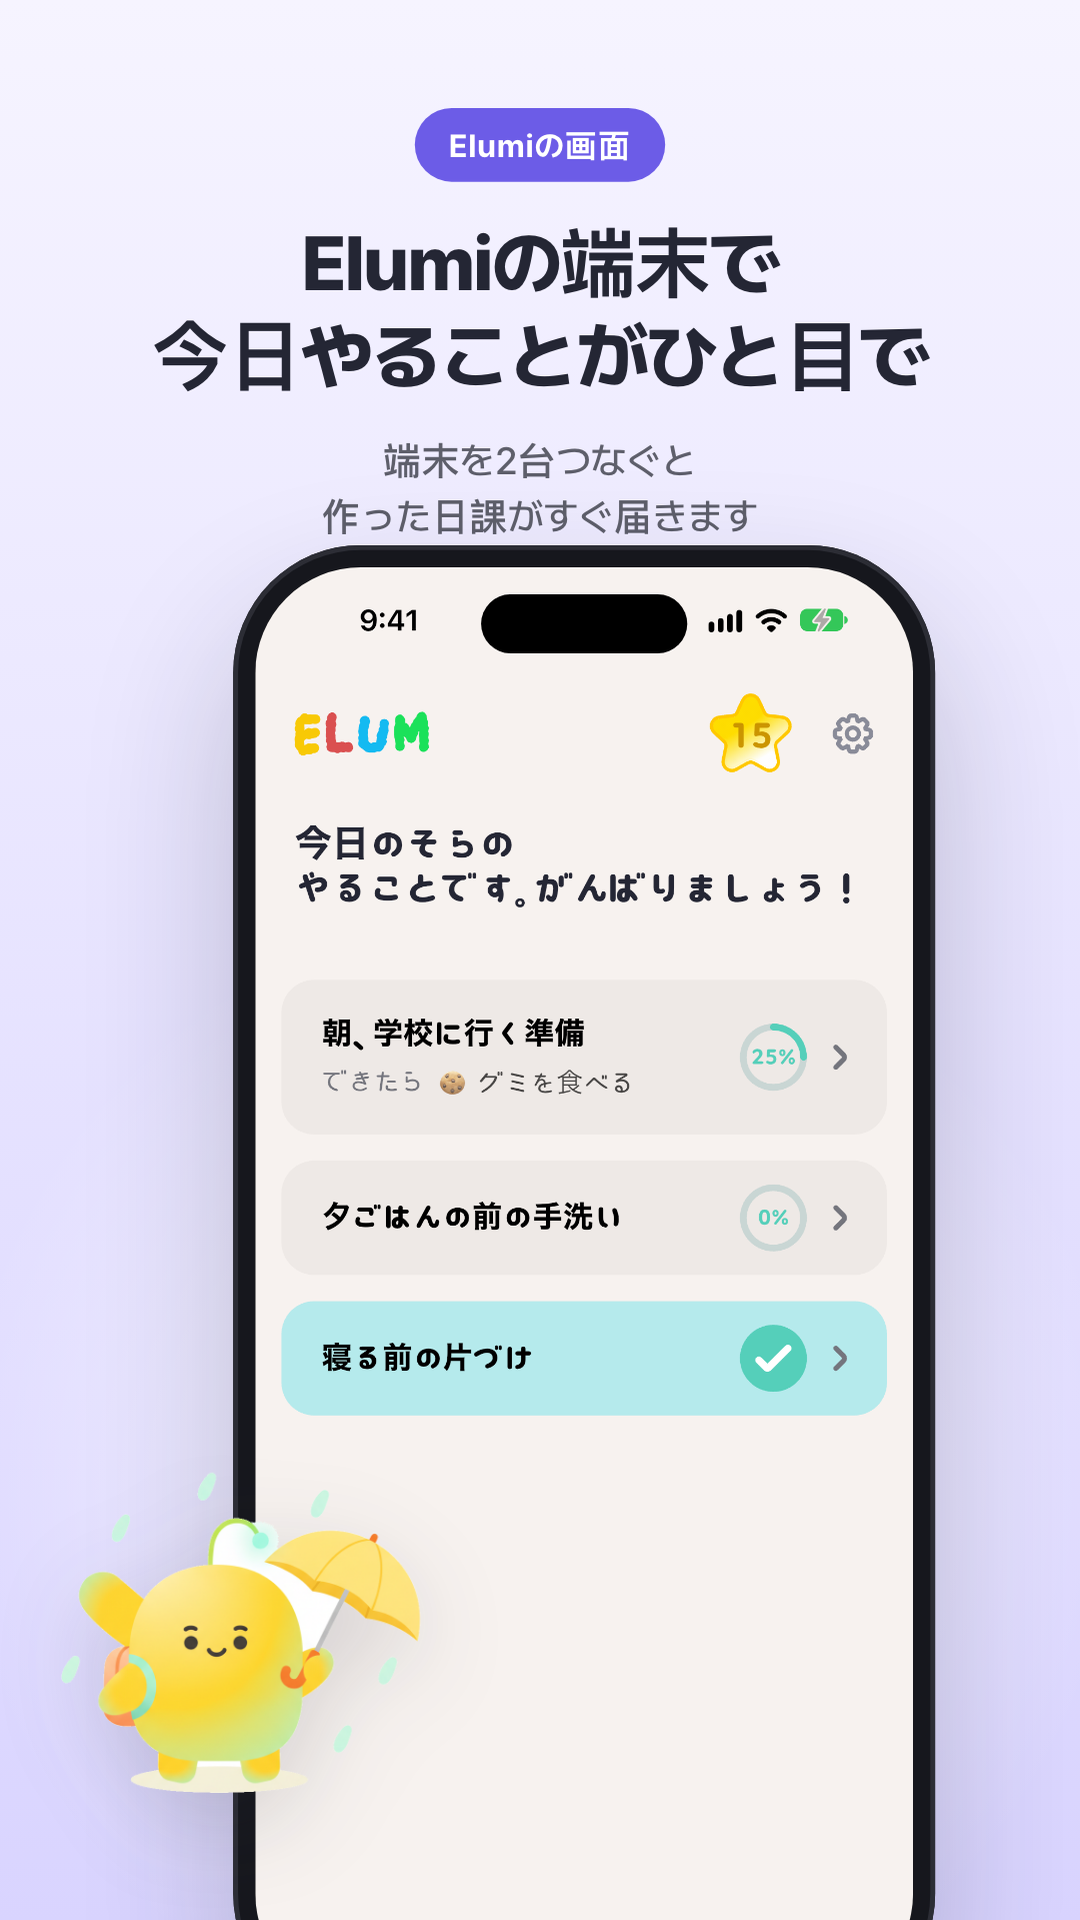 Elumiの画面
Elumiの端末で
今日やることがひと目で
端末を2台つなぐと
作った日課がすぐ届きます
9:41
ELUM
15
今日のそらの
やることです。がんばりましょう！
朝、学校に行く準備
25%
できたら 🍪 グミを食べる
夕ごはんの前の手洗い
0%
寝る前の片づけ